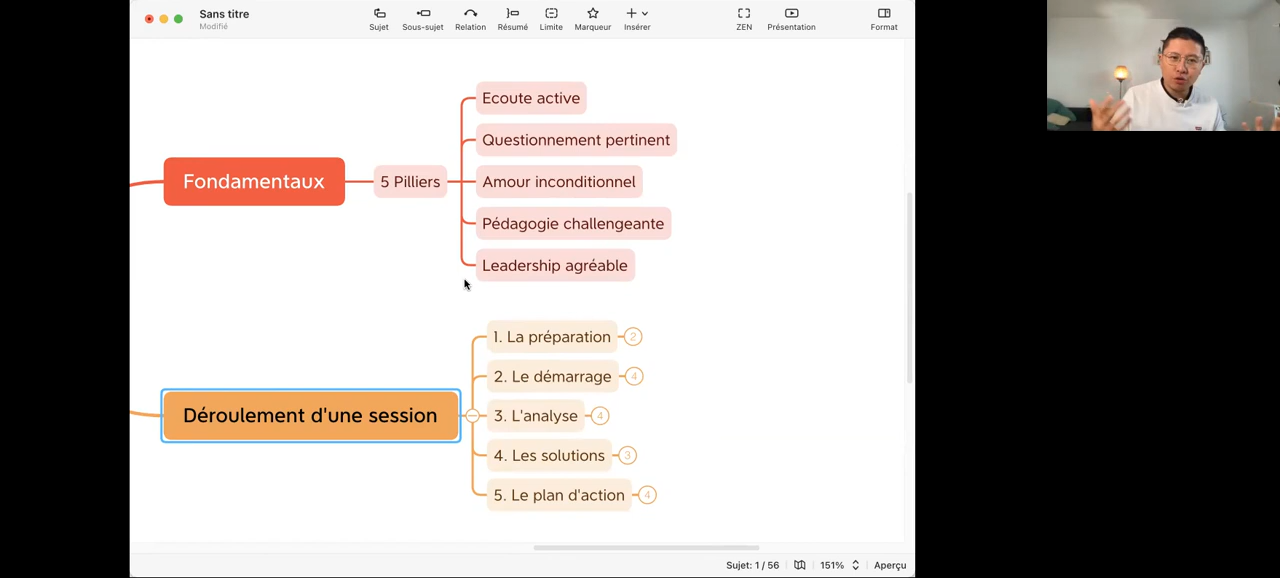 Sans titre
Modifié
Sujet
Sous-sujet
Relation
Résumé
Limite
Marqueur
Insérer
ZEN
Présentation
Format
Fondamentaux
5 Pilliers
Ecoute active
Questionnement pertinent
Amour inconditionnel
Pédagogie challengeante
Leadership agréable
Déroulement d'une session
1. La préparation
2
2. Le démarrage
4
3. L'analyse
4
4. Les solutions
3
5. Le plan d'action
4
Sujet: 1 / 56
151%
Aperçu